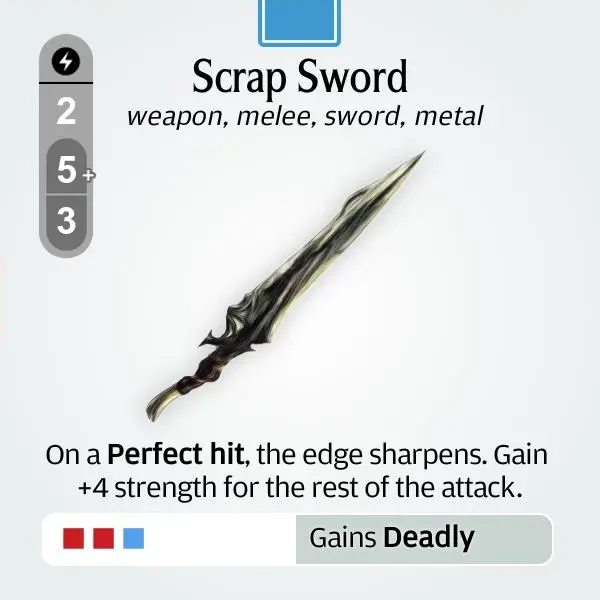 Scrap Sword
weapon, melee, sword, metal
2
5+
3
On a Perfect hit, the edge sharpens. Gain
+4 strength for the rest of the attack.
Gains Deadly